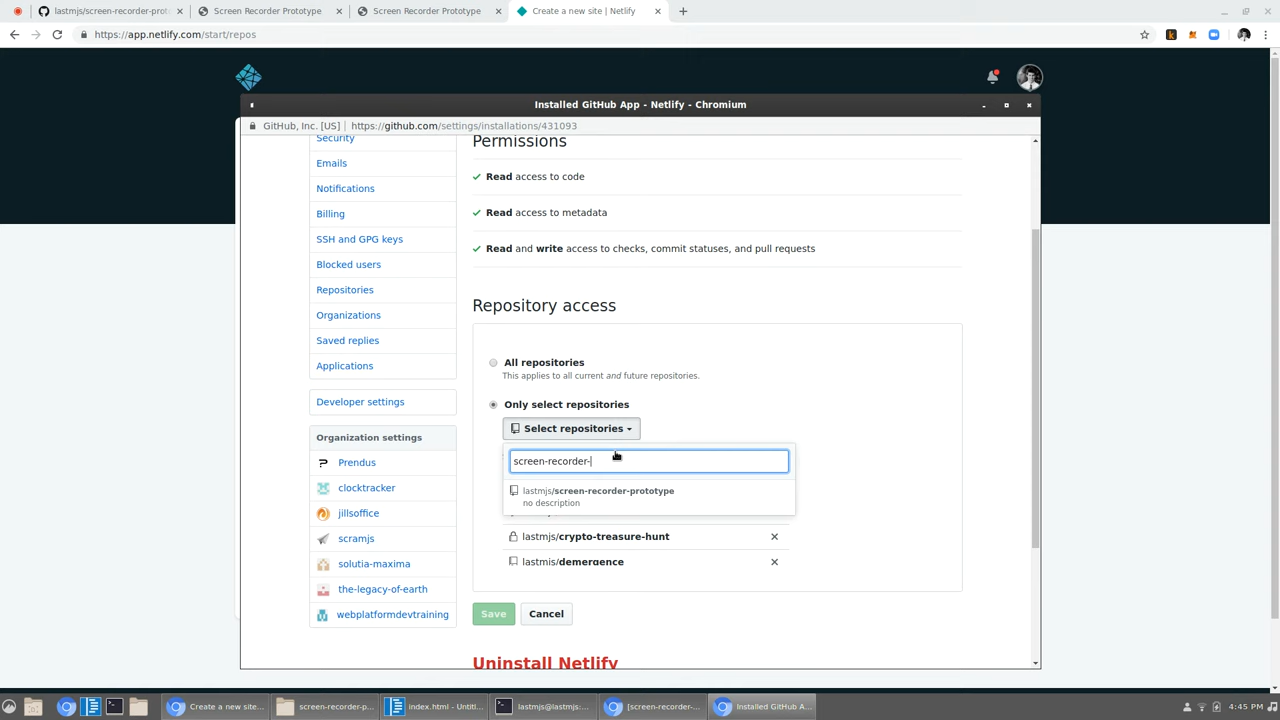 lastmjs/screen-recorder-prot
Screen Recorder Prototype
Screen Recorder Prototype
Create a new site | Netlify
https://app.netlify.com/start/repos
Installed GitHub App - Netlify - Chromium
GitHub, Inc. [US] | https://github.com/settings/installations/431093
Security
Emails
Notifications
Billing
SSH and GPG keys
Blocked users
Repositories
Organizations
Saved replies
Applications
Developer settings
Organization settings
Prendus
clocktracker
jillsoffice
scramjs
solutia-maxima
the-legacy-of-earth
webplatformdevtraining
Permissions
Read access to code
Read access to metadata
Read and write access to checks, commit statuses, and pull requests
Repository access
All repositories
This applies to all current and future repositories.
Only select repositories
Select repositories
screen-recorder-
lastmjs/screen-recorder-prototype
no description
lastmjs/crypto-treasure-hunt
lastmjs/demergence
Save Cancel
Uninstall Netlify
Create a new site...
screen-recorder-p...
index.html - Untitl...
lastmjs@lastmjs:...
[screen-recorder-...
Installed GitHub A...
4:45 PM